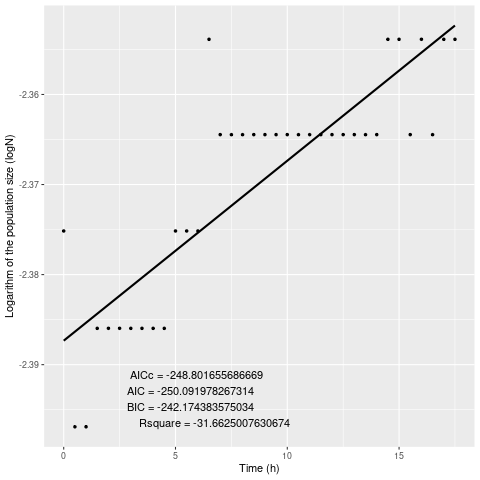 Logarithm of the population size (logN)
-2.36
-2.37
-2.38
-2.39
AICc = -248.801655686669
AIC = -250.091978267314
BIC = -242.174383575034
Rsquare = -31.6625007630674
0 5 10 15
Time (h)